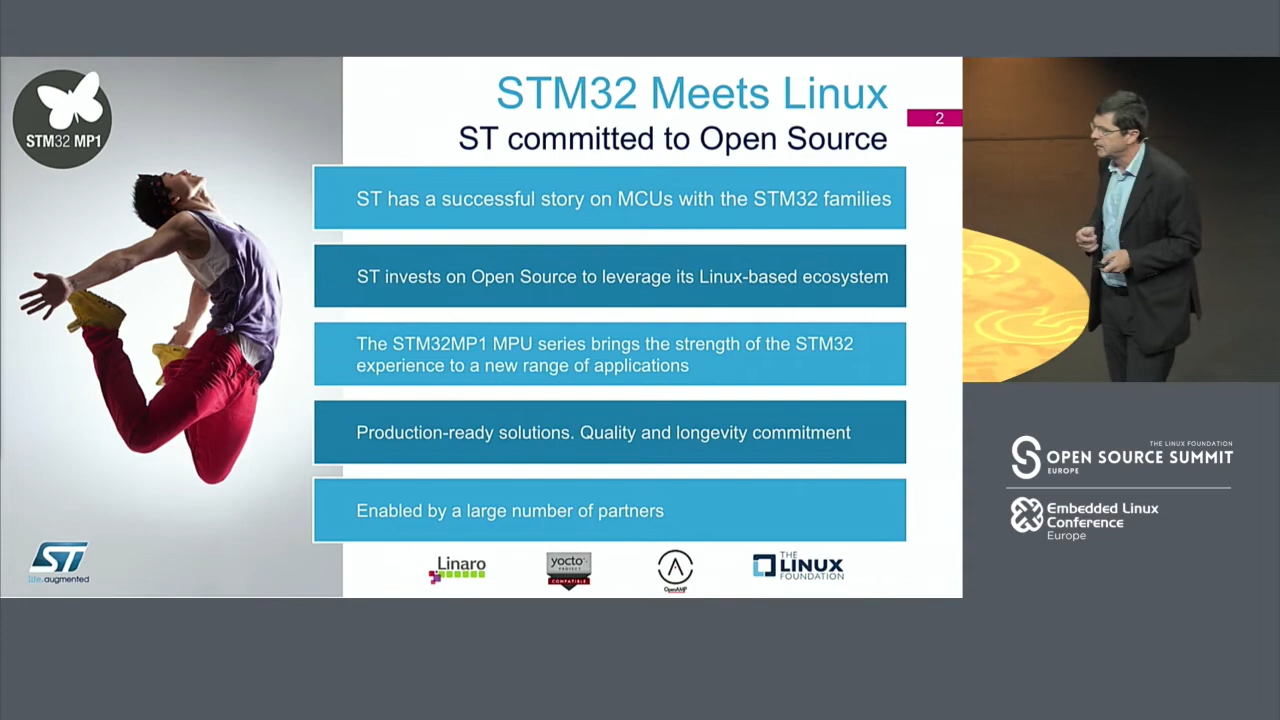 STM32 MP1
STM32 Meets Linux
ST committed to Open Source
2
ST has a successful story on MCUs with the STM32 families
ST invests on Open Source to leverage its Linux-based ecosystem
The STM32MP1 MPU series brings the strength of the STM32
experience to a new range of applications
Production-ready solutions. Quality and longevity commitment
Enabled by a large number of partners
ST
life.augmented
Linaro
yocto
PROJECT
COMPATIBLE
OpenAMP
THE
LINUX
FOUNDATION
THE LINUX FOUNDATION
OPEN SOURCE SUMMIT
EUROPE
Embedded Linux
Conference
Europe